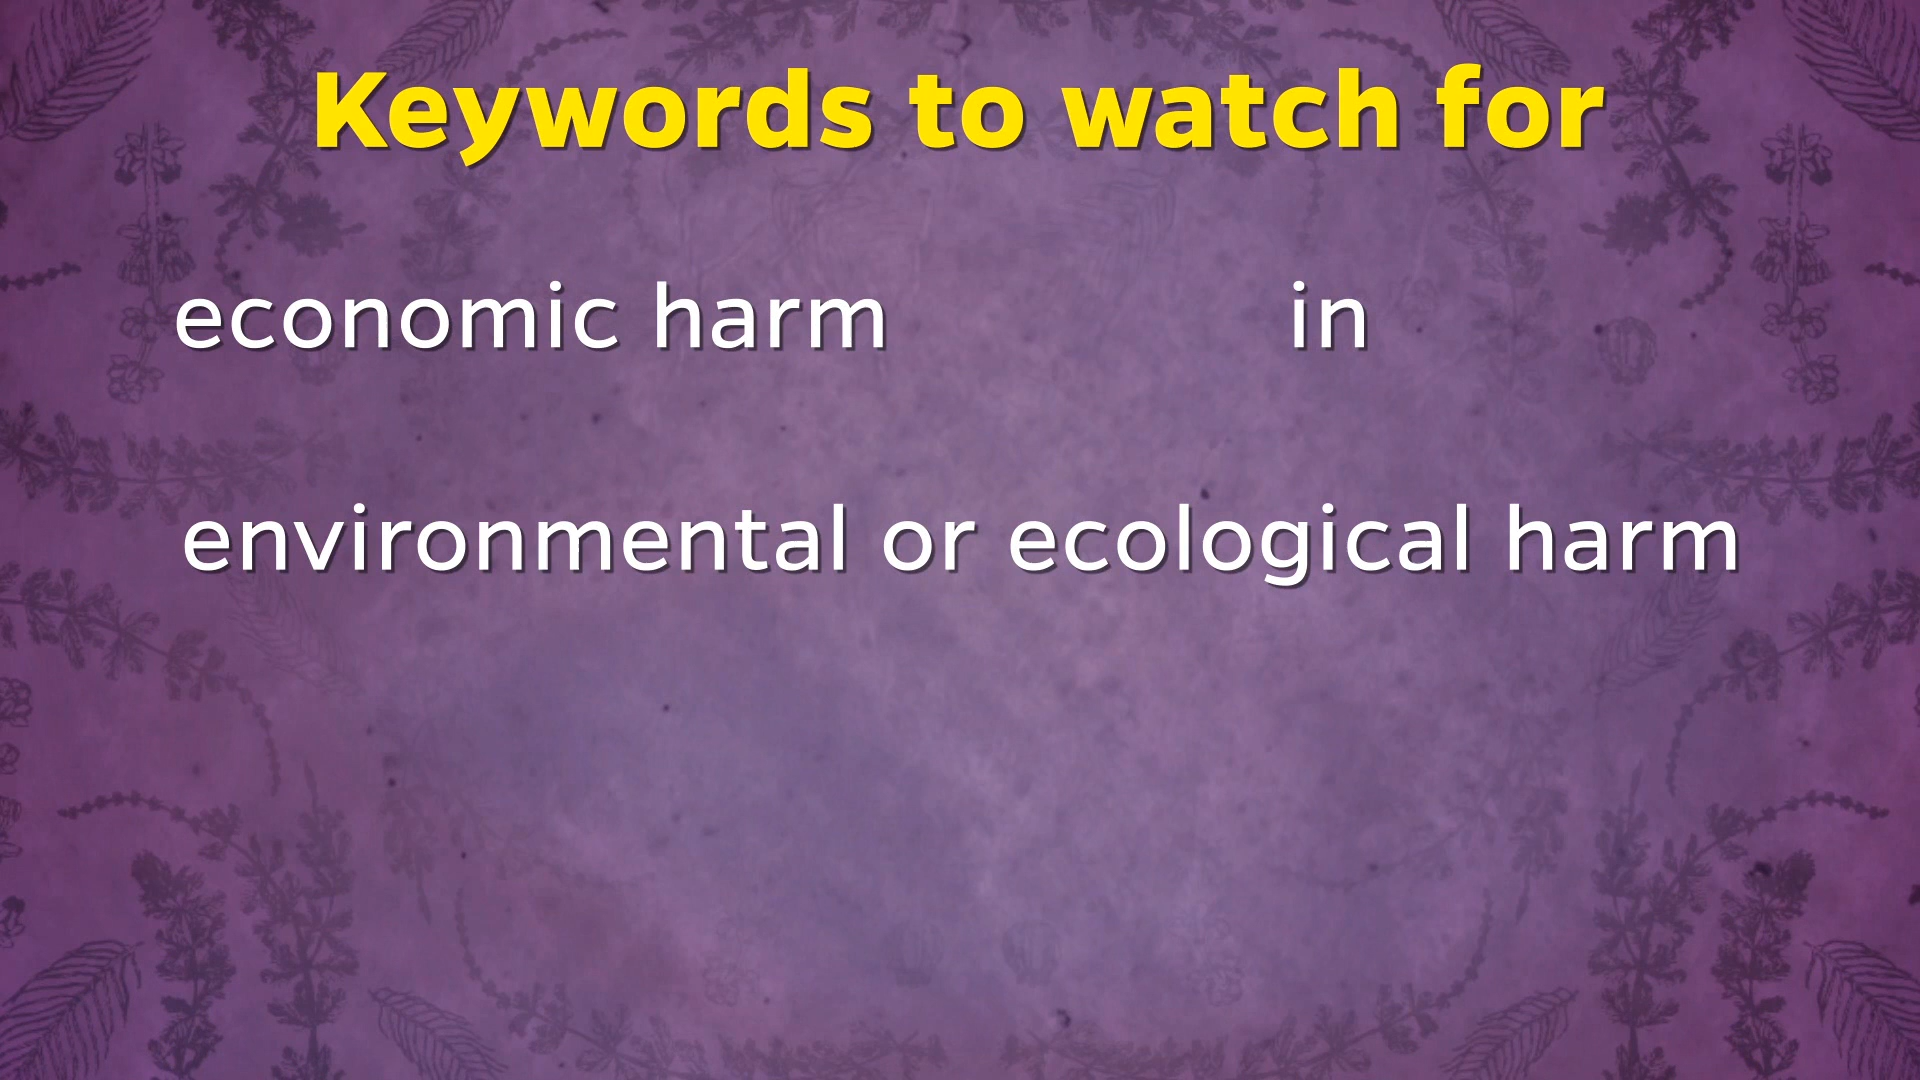 Keywords to watch for
economic harm in
environmental or ecological harm